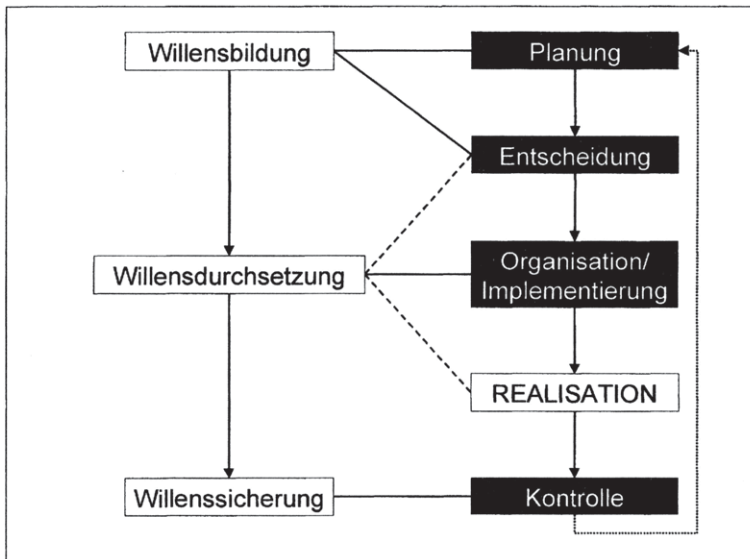 Willensbildung
Planung
Entscheidung
Willensdurchsetzung
Organisation/
Implementierung
REALISATION
Willenssicherung
Kontrolle